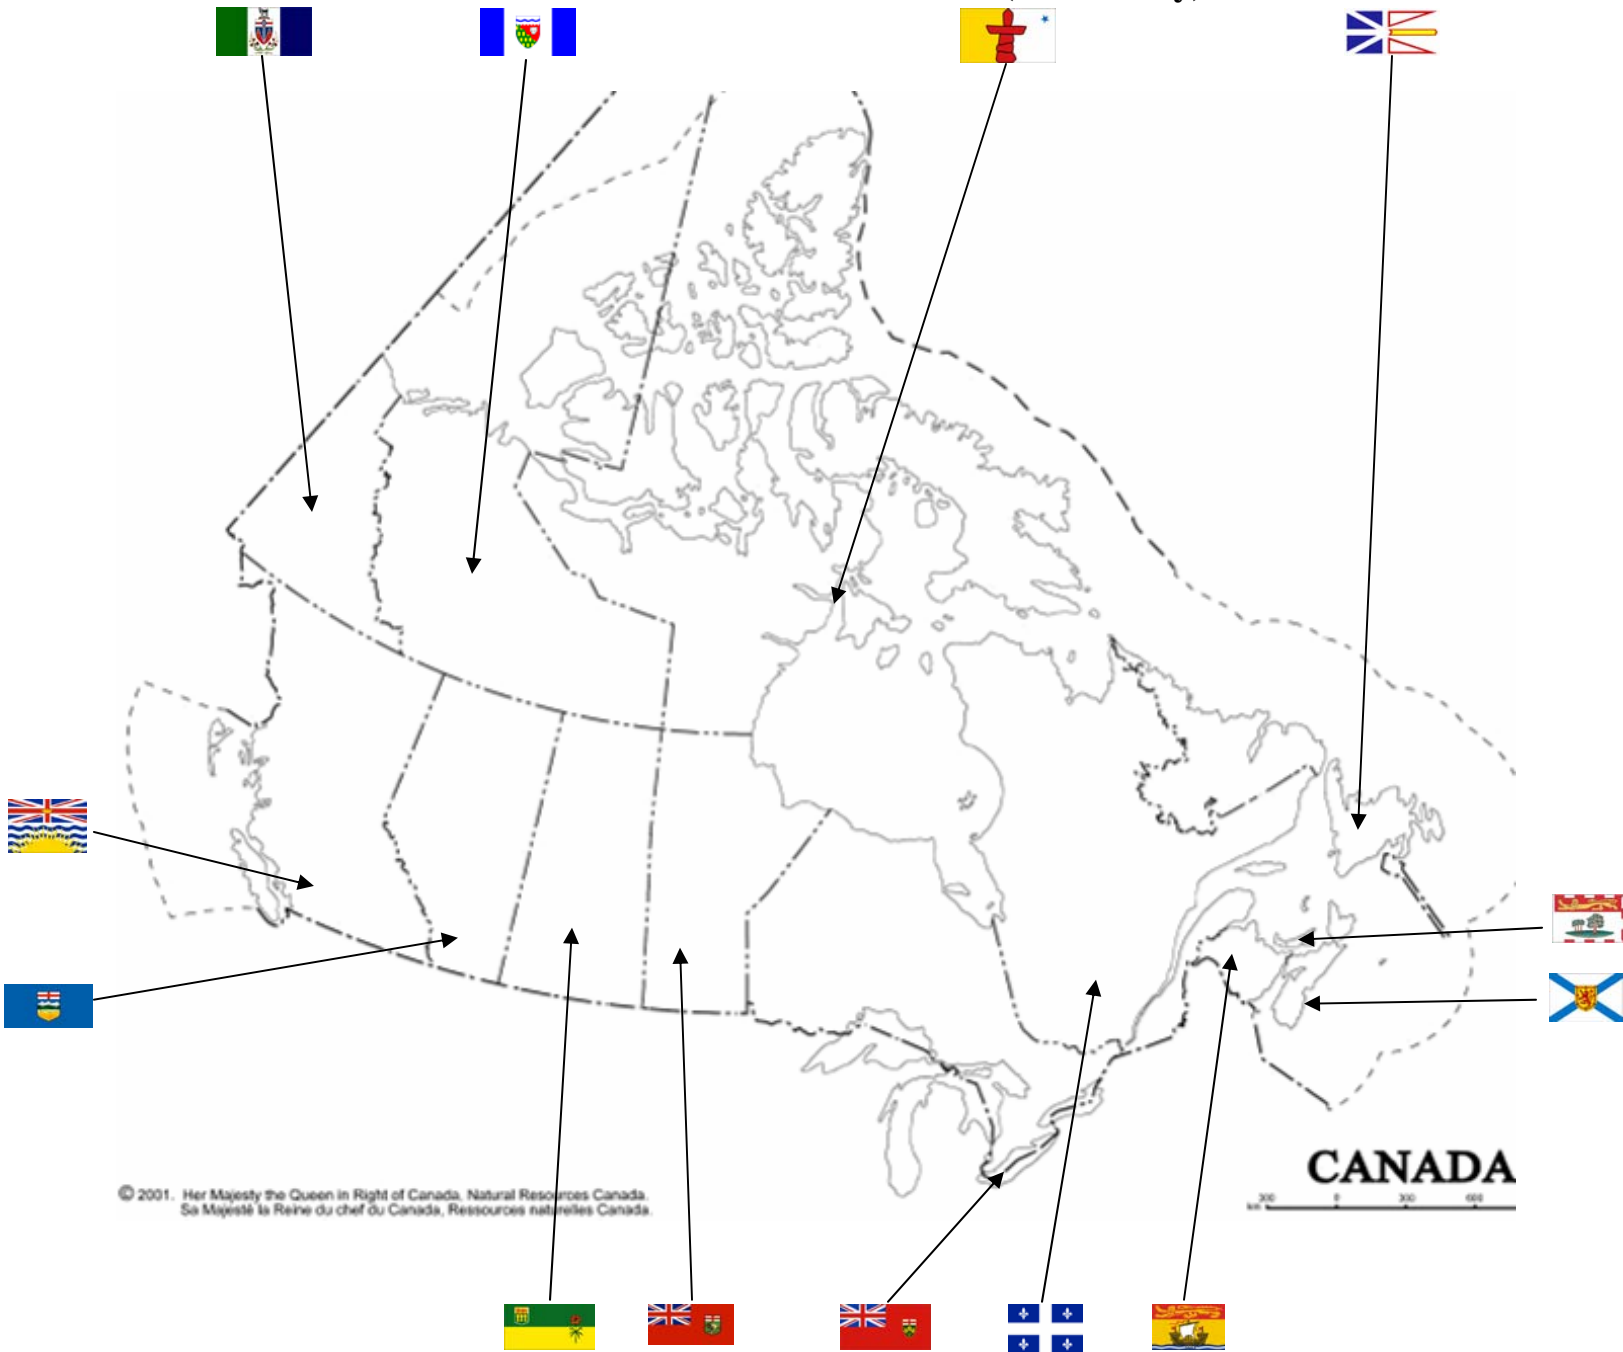 CANADA
300 0 300 600
km
© 2001. Her Majesty the Queen in Right of Canada, Natural Resources Canada.
Sa Majesté la Reine du chef du Canada, Ressources naturelles Canada.